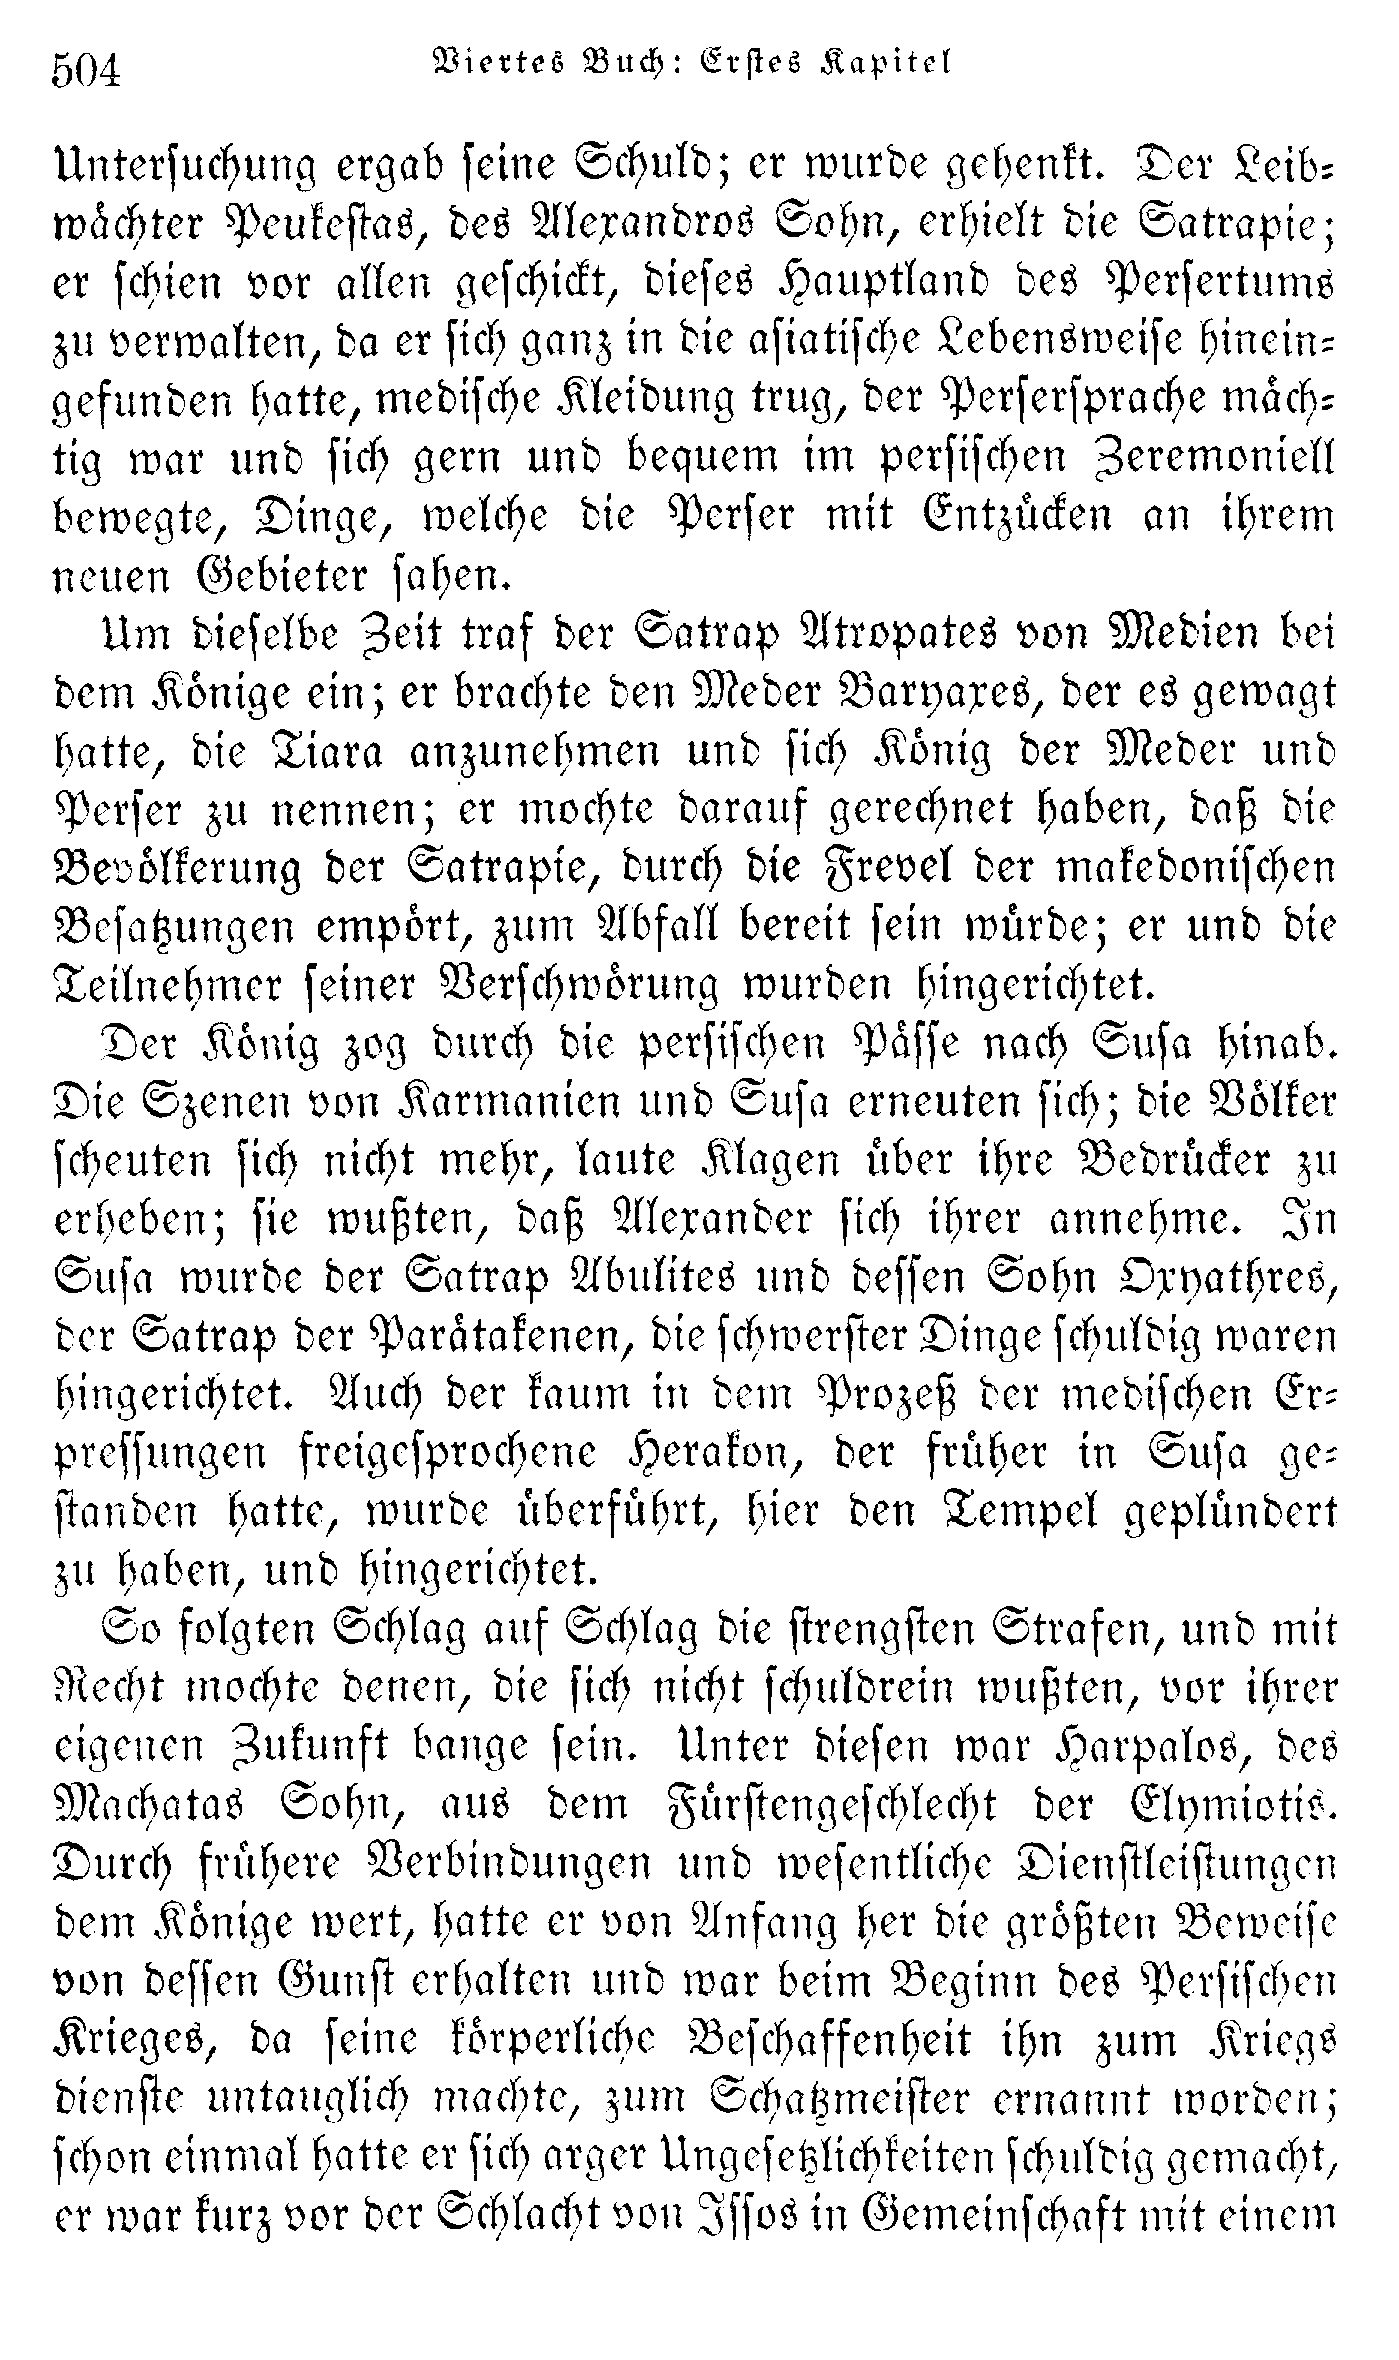 504
Viertes Buch: Erstes Kapitel
Untersuchung ergab seine Schuld; er wurde gehenkt. Der Leib-
wächter Peukestas, des Alexandros Sohn, erhielt die Satrapie;
er schien vor allen geschickt, dieses Hauptland des Persertums
zu verwalten, da er sich ganz in die asiatische Lebensweise hinein-
gefunden hatte, medische Kleidung trug, der Persersprache mäch-
tig war und sich gern und bequem im persischen Zeremoniell
bewegte, Dinge, welche die Perser mit Entzücken an ihrem
neuen Gebieter sahen.
Um dieselbe Zeit traf der Satrap Atropates von Medien bei
dem Könige ein; er brachte den Meder Baryaxes, der es gewagt
hatte, die Tiara anzunehmen und sich König der Meder und
Perser zu nennen; er mochte darauf gerechnet haben, daß die
Bevölkerung der Satrapie, durch die Frevel der makedonischen
Besatzungen empört, zum Abfall bereit sein würde; er und die
Teilnehmer seiner Verschwörung wurden hingerichtet.
Der König zog durch die persischen Pässe nach Susa hinab.
Die Szenen von Karmanien und Susa erneuten sich; die Völker
scheuten sich nicht mehr, laute Klagen über ihre Bedrücker zu
erheben; sie wußten, daß Alexander sich ihrer annehme. In
Susa wurde der Satrap Abulites und dessen Sohn Oxyathres,
der Satrap der Parätakenen, die schwerster Dinge schuldig waren
hingerichtet. Auch der kaum in dem Prozeß der medischen Er-
pressungen freigesprochene Herakon, der früher in Susa ge-
standen hatte, wurde überführt, hier den Tempel geplündert
zu haben, und hingerichtet.
So folgten Schlag auf Schlag die strengsten Strafen, und mit
Recht mochte denen, die sich nicht schuldrein wußten, vor ihrer
eigenen Zukunft bange sein. Unter diesen war Harpalos, des
Machatas Sohn, aus dem Fürstengeschlecht der Elymiotis.
Durch frühere Verbindungen und wesentliche Dienstleistungen
dem Könige wert, hatte er von Anfang her die größten Beweise
von dessen Gunst erhalten und war beim Beginn des Persischen
Krieges, da seine körperliche Beschaffenheit ihn zum Kriegs
dienste untauglich machte, zum Schatzmeister ernannt worden;
schon einmal hatte er sich arger Ungesetzlichkeiten schuldig gemacht,
er war kurz vor der Schlacht von Issos in Gemeinschaft mit einem